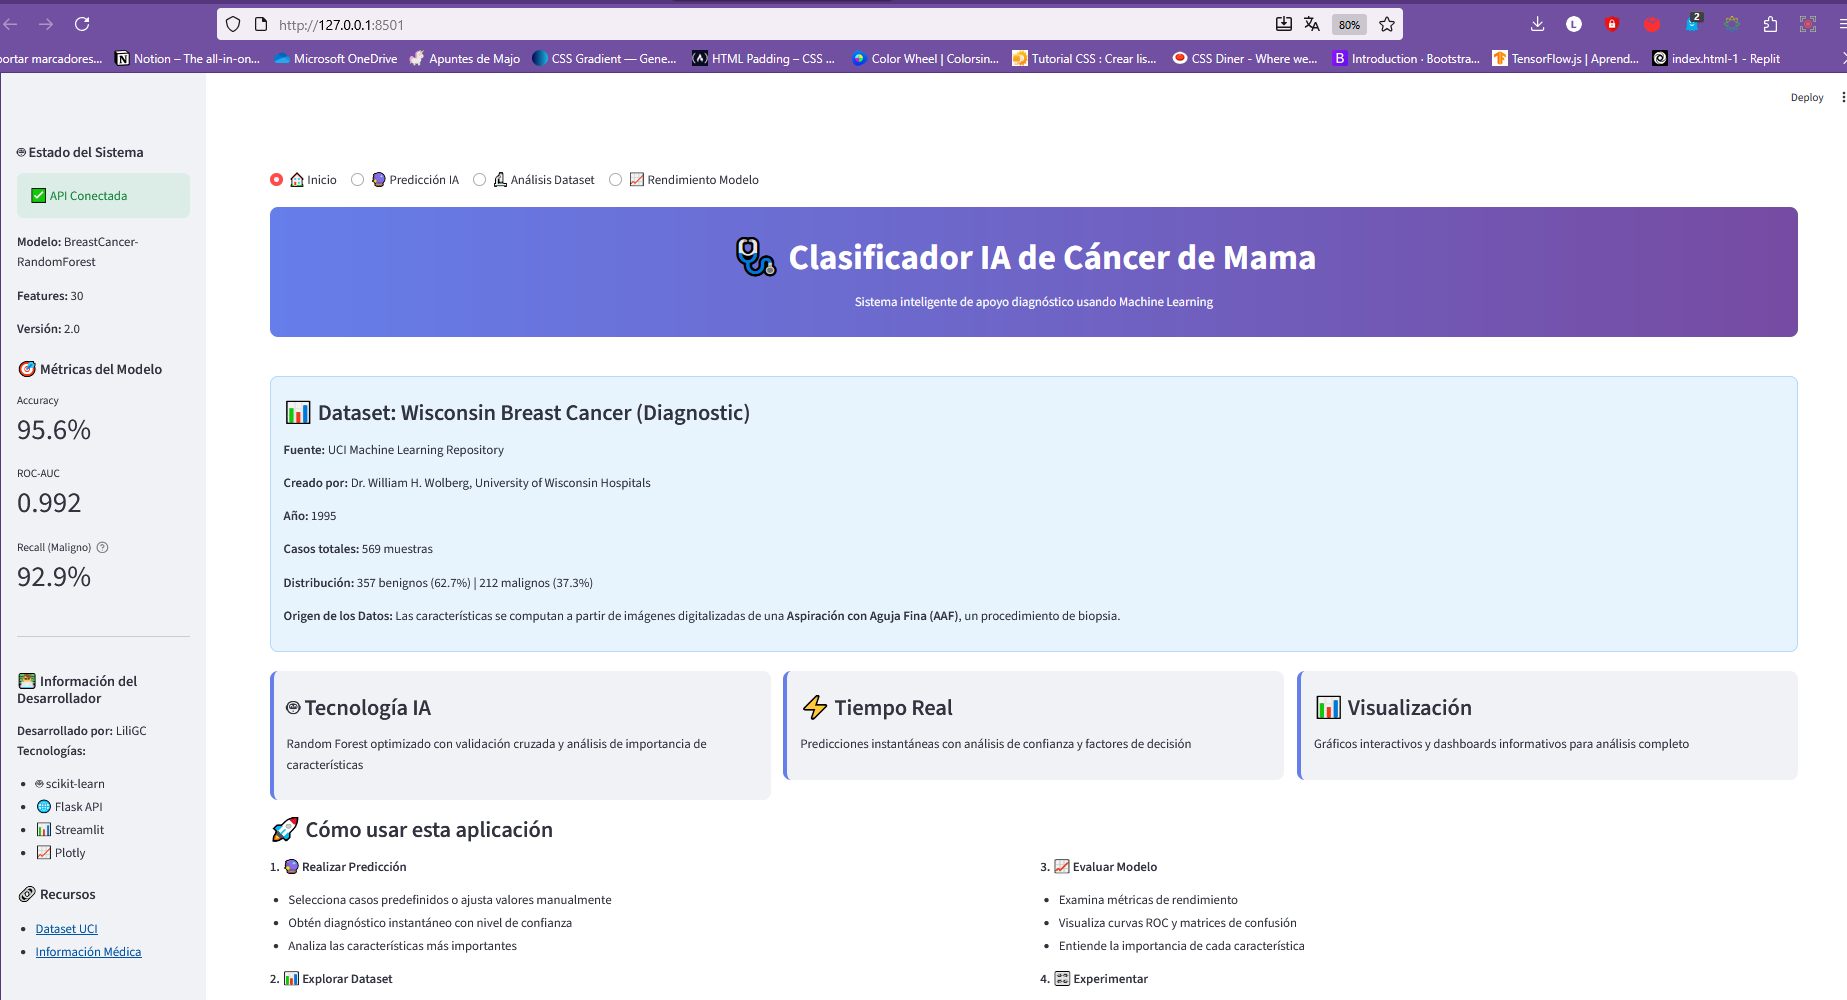 http://127.0.0.1:8501
80%
2
portar marcadores...
Notion – The all-in-on...
Microsoft OneDrive
Apuntes de Majo
CSS Gradient — Gene...
HTML Padding – CSS ...
Color Wheel | Colorsin...
Tutorial CSS : Crear lis...
CSS Diner - Where we...
Introduction · Bootstra...
TensorFlow.js | Aprend...
index.html-1 - Replit
Deploy
Estado del Sistema
API Conectada
Modelo: BreastCancer-
RandomForest
Features: 30
Versión: 2.0
Métricas del Modelo
Accuracy
95.6%
ROC-AUC
0.992
Recall (Maligno)
92.9%
Información del
Desarrollador
Desarrollado por: LiliGC
Tecnologías:
scikit-learn
Flask API
Streamlit
Plotly
Recursos
Dataset UCI
Información Médica
Inicio
Predicción IA
Análisis Dataset
Rendimiento Modelo
Clasificador IA de Cáncer de Mama
Sistema inteligente de apoyo diagnóstico usando Machine Learning
Dataset: Wisconsin Breast Cancer (Diagnostic)
Fuente: UCI Machine Learning Repository
Creado por: Dr. William H. Wolberg, University of Wisconsin Hospitals
Año: 1995
Casos totales: 569 muestras
Distribución: 357 benignos (62.7%) | 212 malignos (37.3%)
Origen de los Datos: Las características se computan a partir de imágenes digitalizadas de una Aspiración con Aguja Fina (AAF), un procedimiento de biopsia.
Tecnología IA
Random Forest optimizado con validación cruzada y análisis de importancia de
características
Tiempo Real
Predicciones instantáneas con análisis de confianza y factores de decisión
Visualización
Gráficos interactivos y dashboards informativos para análisis completo
Cómo usar esta aplicación
1. Realizar Predicción
Selecciona casos predefinidos o ajusta valores manualmente
Obtén diagnóstico instantáneo con nivel de confianza
Analiza las características más importantes
2. Explorar Dataset
3. Evaluar Modelo
Examina métricas de rendimiento
Visualiza curvas ROC y matrices de confusión
Entiende la importancia de cada característica
4. Experimentar